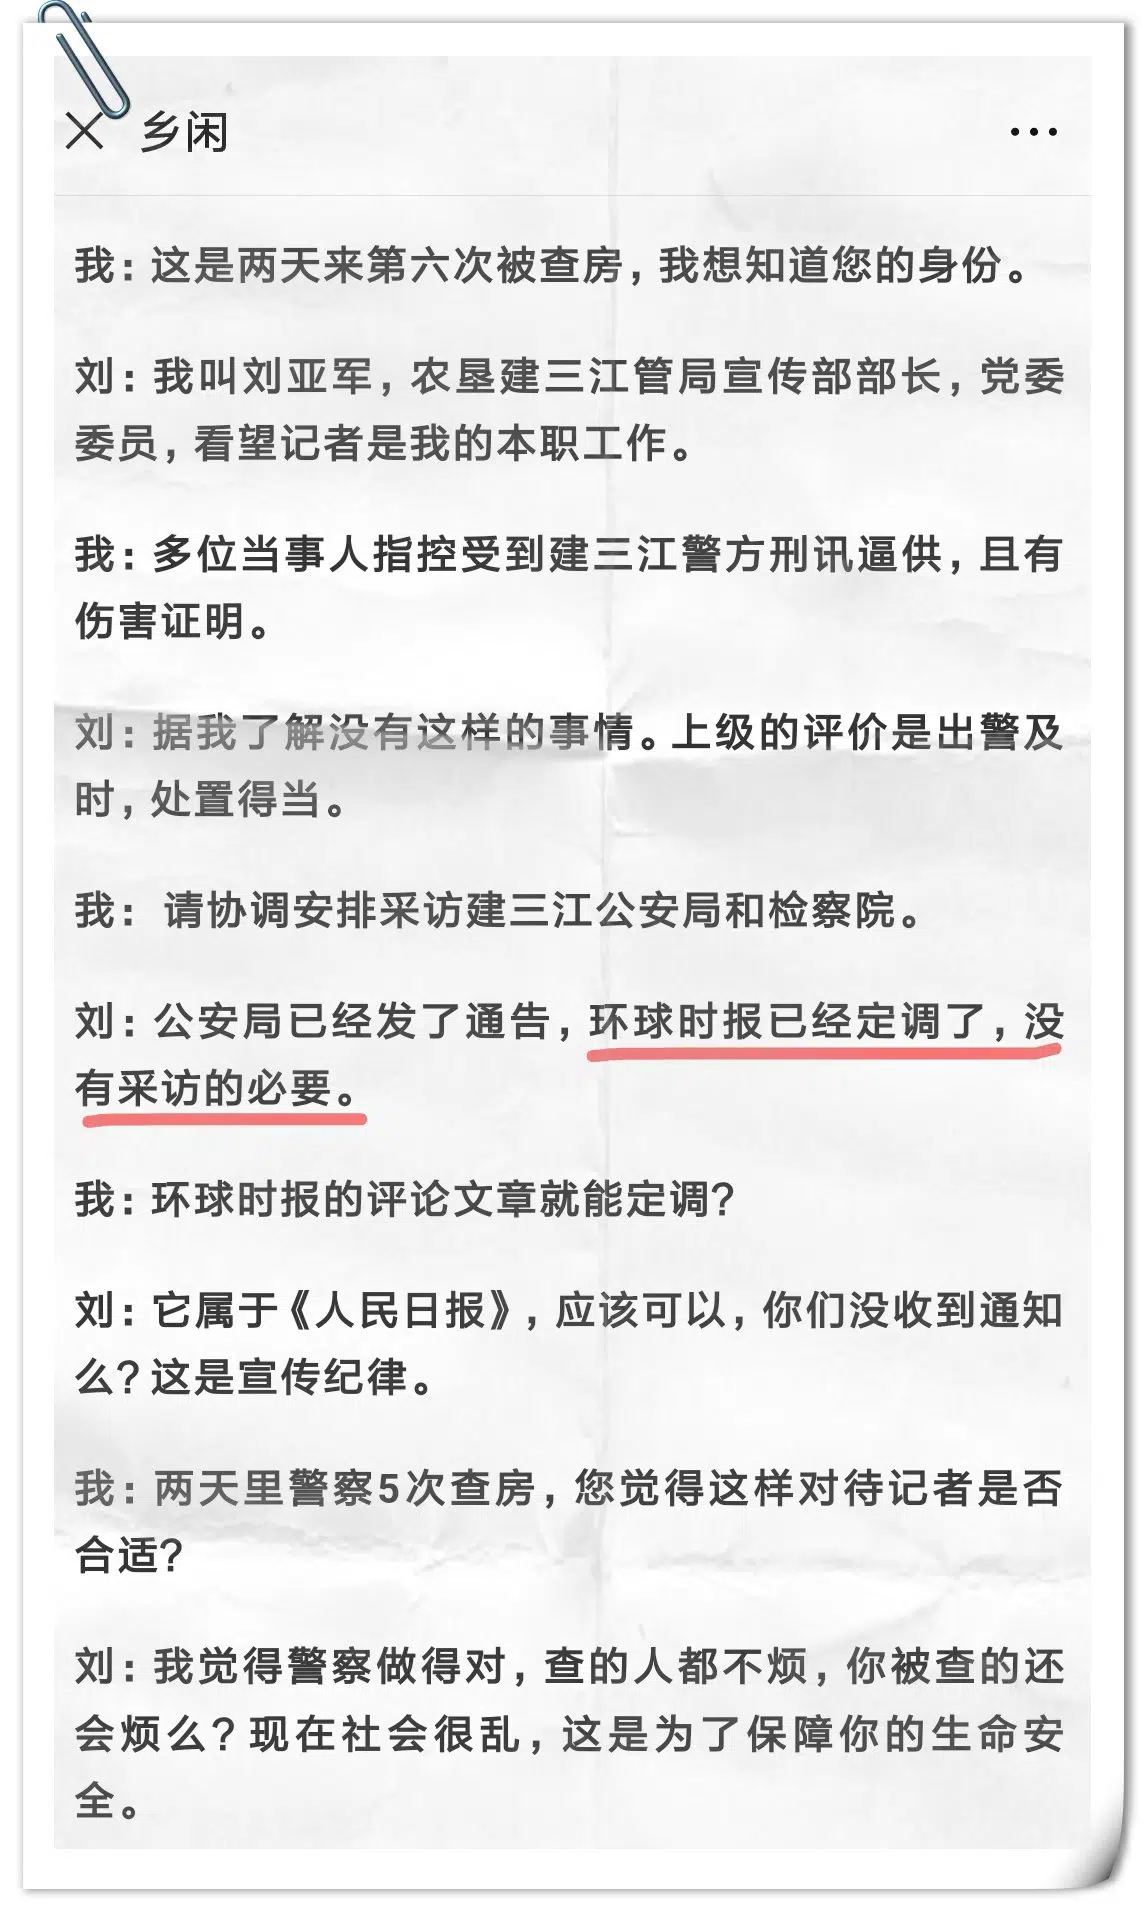 乡闲
我：这是两天来第六次被查房，我想知道您的身份。
刘：我叫刘亚军，农垦建三江管局宣传部部长，党委
委员，看望记者是我的本职工作。
我：多位当事人指控受到建三江警方刑讯逼供，且有
伤害证明。
刘：据我了解没有这样的事情。上级的评价是出警及
时，处置得当。
我： 请协调安排采访建三江公安局和检察院。
刘：公安局已经发了通告，环球时报已经定调了，没
有采访的必要。
我：环球时报的评论文章就能定调？
刘：它属于《人民日报》，应该可以，你们没收到通知
么？这是宣传纪律。
我：两天里警察5次查房，您觉得这样对待记者是否
合适？
刘：我觉得警察做得对，查的人都不烦，你被查的还
会烦么？现在社会很乱，这是为了保障你的生命安
全。